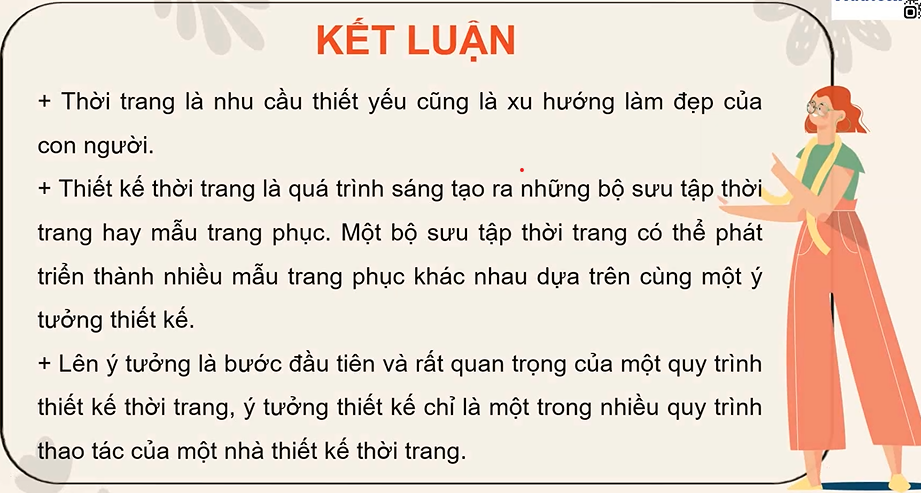 KẾT LUẬN
+ Thời trang là nhu cầu thiết yếu cũng là xu hướng làm đẹp của
con người.
+ Thiết kế thời trang là quá trình sáng tạo ra những bộ sưu tập thời
trang hay mẫu trang phục. Một bộ sưu tập thời trang có thể phát
triển thành nhiều mẫu trang phục khác nhau dựa trên cùng một ý
tưởng thiết kế.
+ Lên ý tưởng là bước đầu tiên và rất quan trọng của một quy trình
thiết kế thời trang, ý tưởng thiết kế chỉ là một trong nhiều quy trình
thao tác của một nhà thiết kế thời trang.